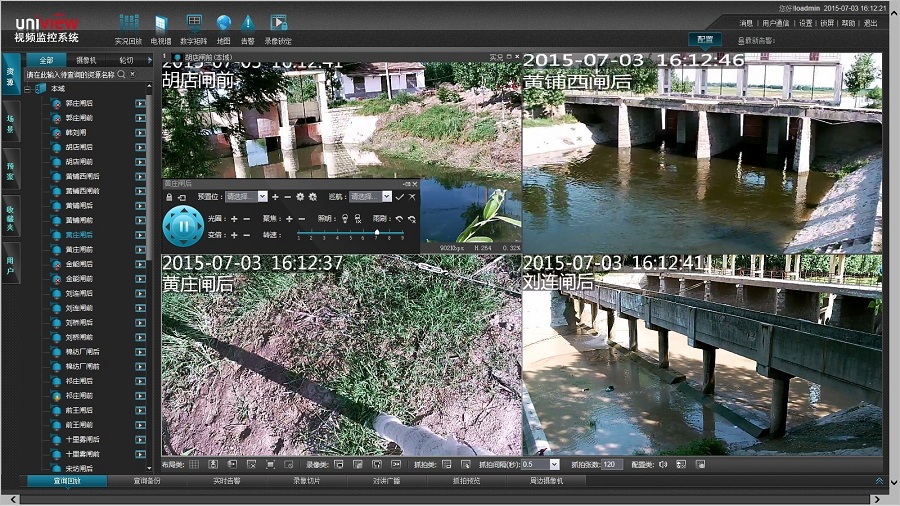 您好!loadmin 2015-07-03 16:12:21
uniview
视频监控系统
实况回放 电视墙 数字矩阵 地图 告警 录像锁定
消息 | 用户通信 | 设置 | 锁屏 | 帮助 | 退出
配置
最新告警:
全部 摄像机 轮切
请在此输入待查询的资源名称
资源
场景
预案
收藏夹
用户
本域
郭庄闸后
郭庄闸前
韩刘闸
胡店闸后
胡店闸前
黄铺西闸后
黄铺西闸前
黄铺闸后
黄铺闸前
黄庄闸后
黄庄闸前
金能闸后
金能闸前
刘连闸后
刘连闸前
刘桥闸后
刘桥闸前
棉纺厂闸后
棉纺厂闸前
祁庄闸后
祁庄闸前
前王闸后
前王闸前
十里雾闸后
十里雾闸前
宋坊闸后
1 胡店闸前(本域) 实况
2015-07-03 16:12:41
胡店闸前
2015-07-03 16:12:46
黄铺西闸后
黄庄闸后
预置位: 请选择... 巡航: 请选择...
光圈: 聚焦: 照明: 雨刷:
变倍: 转速:
1 2 3 4 5 6 7 8 9
902Kbps H.264 0.32%
2015-07-03 16:12:37
黄庄闸后
2015-07-03 16:12:41
刘连闸后
布局类: 录像类: 抓拍类: 抓拍间隔(秒): 0.5 抓拍张数: 120 配置类:
查询回放 查询备份 实时告警 录像切片 对讲广播 抓拍预览 周边摄像机